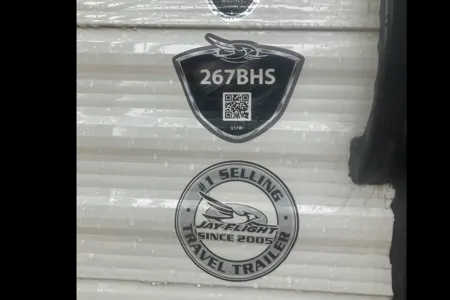 267BHS
#1 SELLING
JAY FLIGHT
SINCE 2005
TRAVEL TRAILER